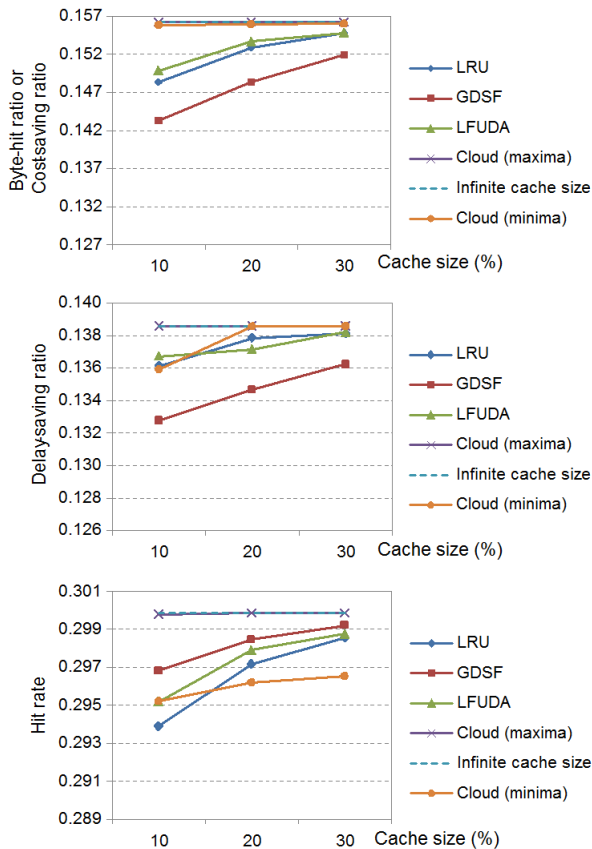 Byte-hit ratio or
Cost-saving ratio
0.157
0.152
0.147
0.142
0.137
0.132
0.127
10
20
30
Cache size (%)
LRU
GDSF
LFUDA
Cloud (maxima)
Infinite cache size
Cloud (minima)
Delay-saving ratio
0.140
0.138
0.136
0.134
0.132
0.130
0.128
0.126
10
20
30
Cache size (%)
LRU
GDSF
LFUDA
Cloud (maxima)
Infinite cache size
Cloud (minima)
Hit rate
0.301
0.299
0.297
0.295
0.293
0.291
0.289
10
20
30
Cache size (%)
LRU
GDSF
LFUDA
Cloud (maxima)
Infinite cache size
Cloud (minima)